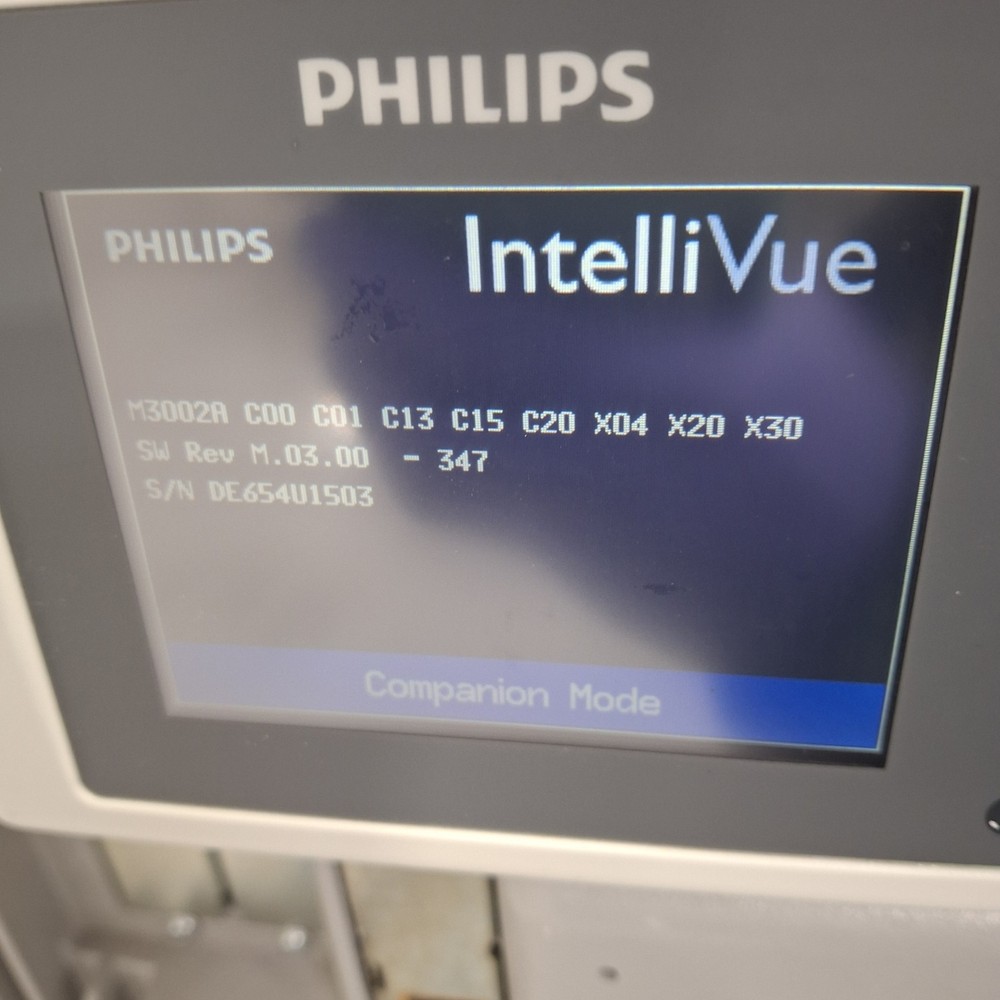 PHILIPS
PHILIPS IntelliVue
M3002A C00 C01 C13 C15 C20 X04 X20 X30
SW Rev M.03.00 - 347
S/N DE654U1503
Companion Mode